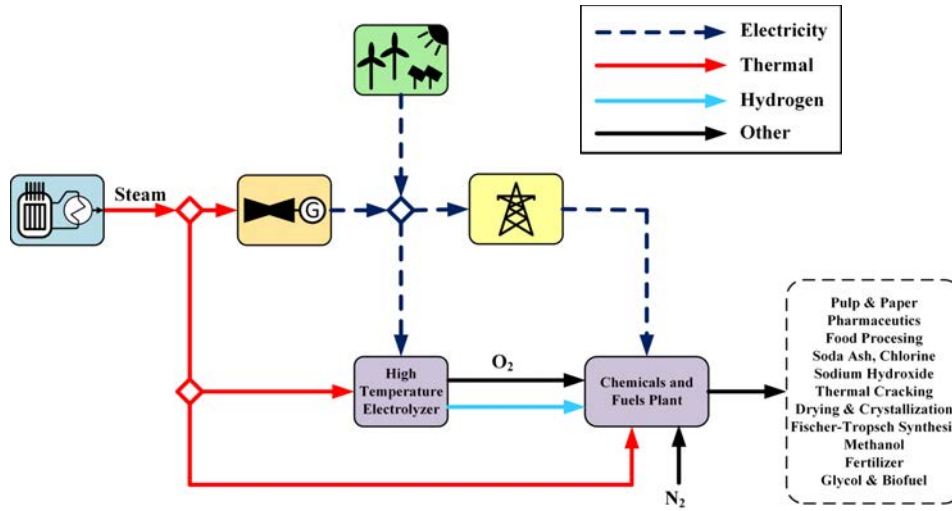 Electricity
Thermal
Hydrogen
Other
Steam
G
High
Temperature
Electrolyzer
O2
Chemicals and
Fuels Plant
N2
Pulp & Paper
Pharmaceutics
Food Procesing
Soda Ash, Chlorine
Sodium Hydroxide
Thermal Cracking
Drying & Crystallization
Fischer-Tropsch Synthesi
Methanol
Fertilizer
Glycol & Biofuel